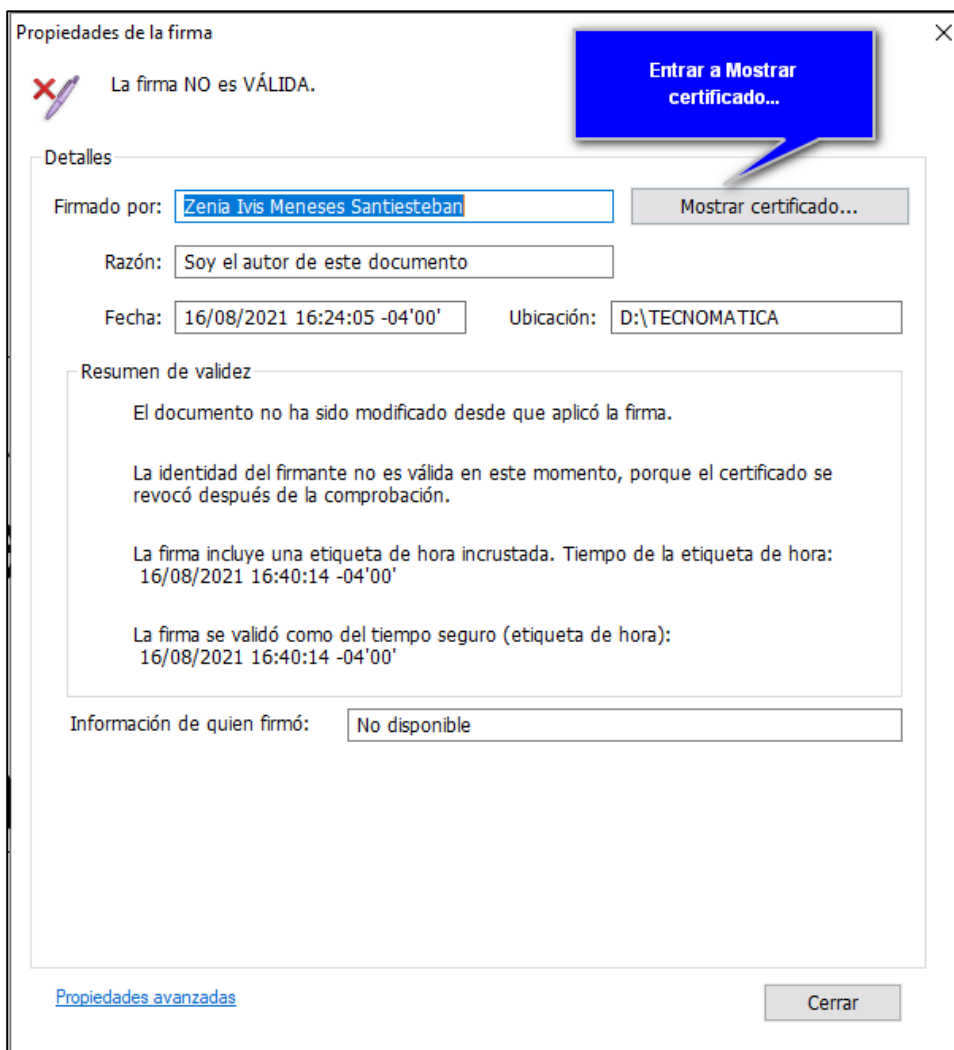 Propiedades de la firma
La firma NO es VÁLIDA.
Entrar a Mostrar
certificado...
Detalles
Firmado por: Zenia Ivis Meneses Santiesteban Mostrar certificado...
Razón: Soy el autor de este documento
Fecha: 16/08/2021 16:24:05 -04'00' Ubicación: D:\TECNOMATICA
Resumen de validez
El documento no ha sido modificado desde que aplicó la firma.
La identidad del firmante no es válida en este momento, porque el certificado se
revocó después de la comprobación.
La firma incluye una etiqueta de hora incrustada. Tiempo de la etiqueta de hora:
16/08/2021 16:40:14 -04'00'
La firma se validó como del tiempo seguro (etiqueta de hora):
16/08/2021 16:40:14 -04'00'
Información de quien firmó: No disponible
Propiedades avanzadas Cerrar